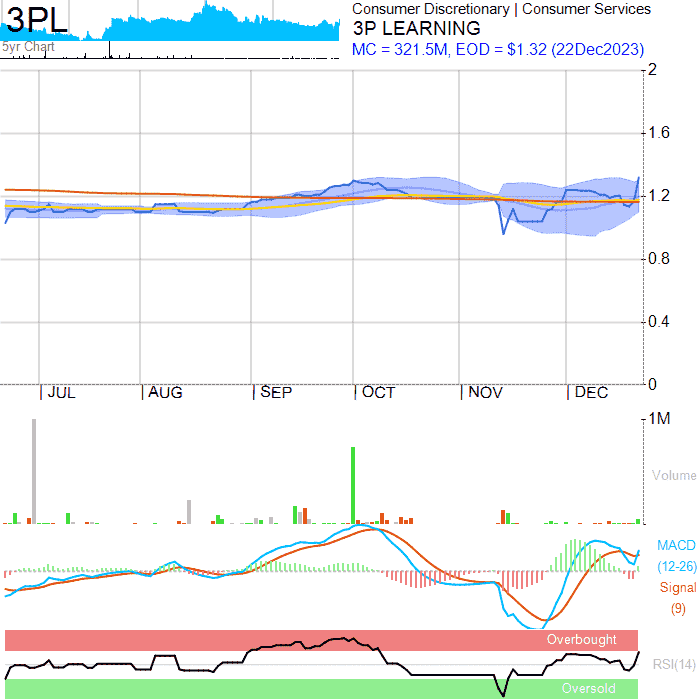 3PL
5yr Chart
Consumer Discretionary | Consumer Services
3P LEARNING
MC = 321.5M, EOD = $1.32 (22Dec2023)
2
1.6
1.2
0.8
0.4
0
JUL AUG SEP OCT NOV DEC
1M
Volume
MACD
(12-26)
Signal
(9)
Overbought
RSI(14)
Oversold